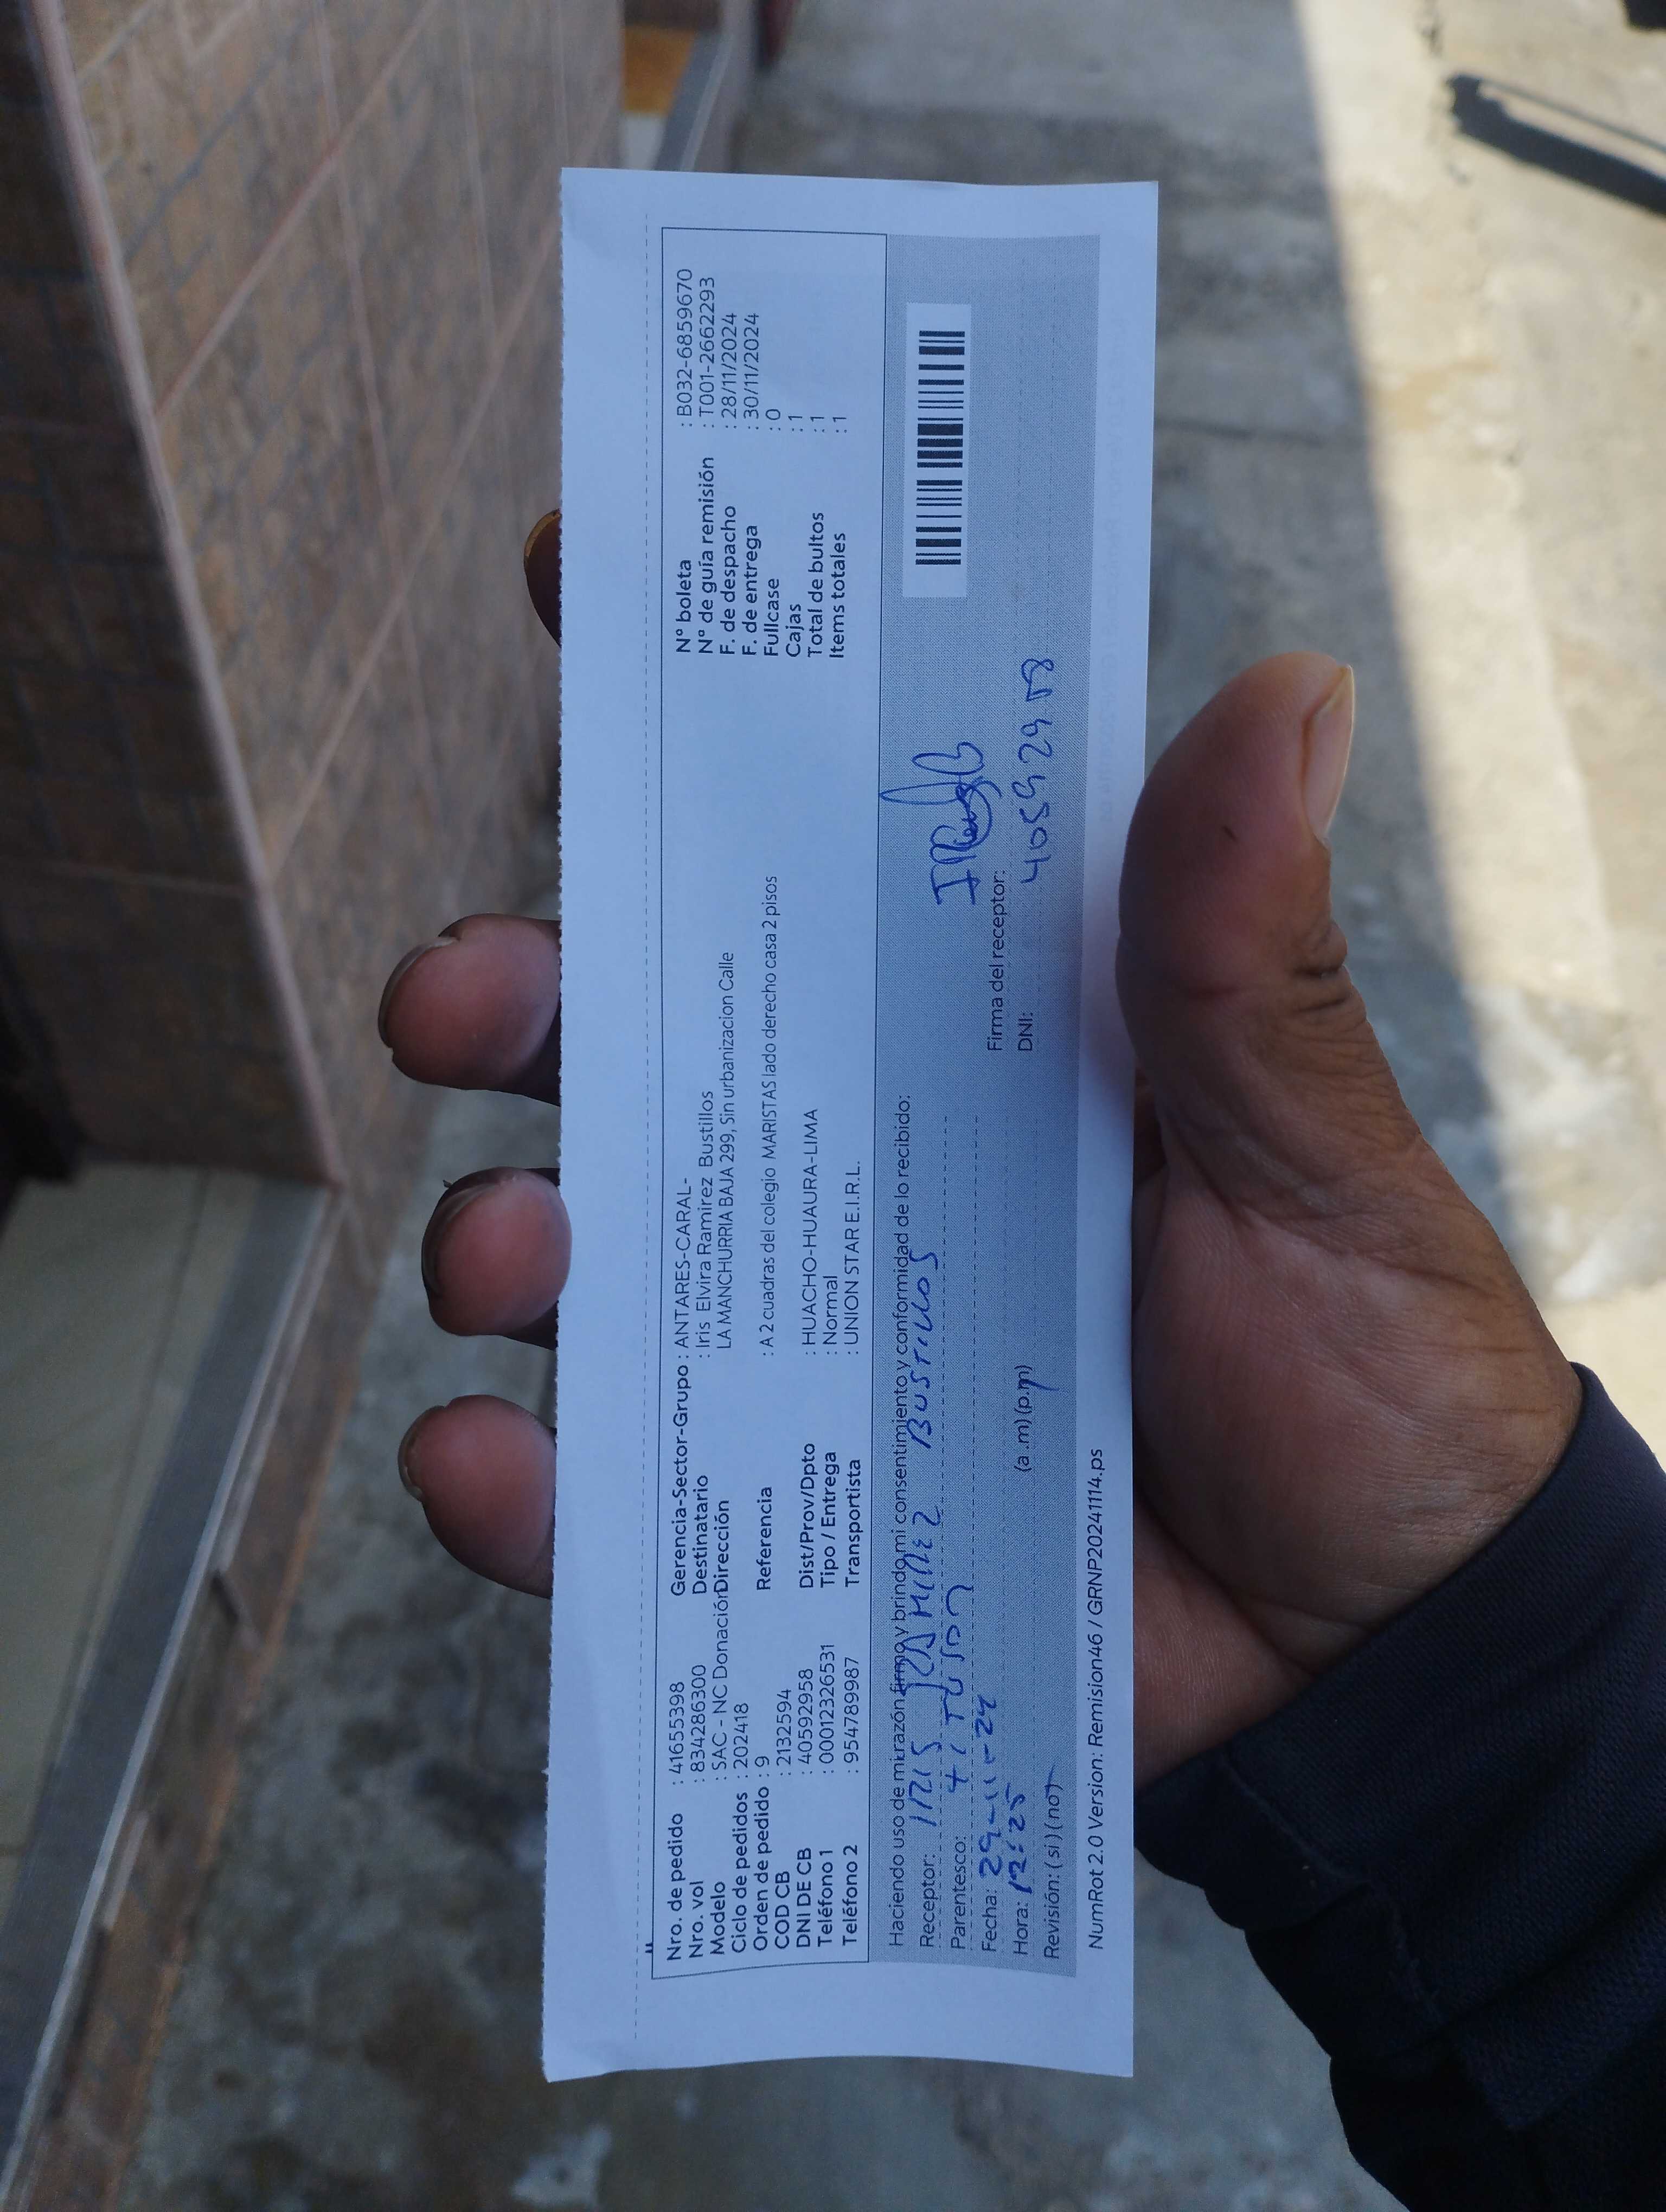 Nro. de pedido : 41655398
Nro. vol : 834286300
Modelo : SAC - NC Donación
Ciclo de pedidos : 202418
Orden de pedido : 9
COD CB : 2132594
DNI DE CB : 40592958
Teléfono 1 : 00012326531
Teléfono 2 : 954789987
Gerencia-Sector-Grupo : ANTARES-CARAL-
Destinatario : Iris Elvira Ramirez Bustillos
Dirección LA MANCHURRIA BAJA 299, Sin urbanizacion Calle
Referencia : A 2 cuadras del colegio MARISTAS lado derecho casa 2 pisos
Dist/Prov/Dpto : HUACHO-HUAURA-LIMA
Tipo / Entrega : Normal
Transportista : UNION STAR E.I.R.L.
N° boleta : B032-6859670
N° de guía remisión : T001-2662293
F. de despacho : 28/11/2024
F. de entrega : 30/11/2024
Fullcase : 0
Cajas : 1
Total de bultos : 1
Items totales : 1
Haciendo uso de mi razón firmo y brindo mi consentimiento y conformidad de lo recibido:
Receptor: IRIS RAMIREZ BUSTILLOS
Parentesco:
Fecha: 29-11-24
Hora: 12:25 (a.m) (p.m)
Revisión: (si) (no)
Firma del receptor:
DNI: 40592958
NumRot 2.0 Version: Remision46 / GRNP20241114.ps